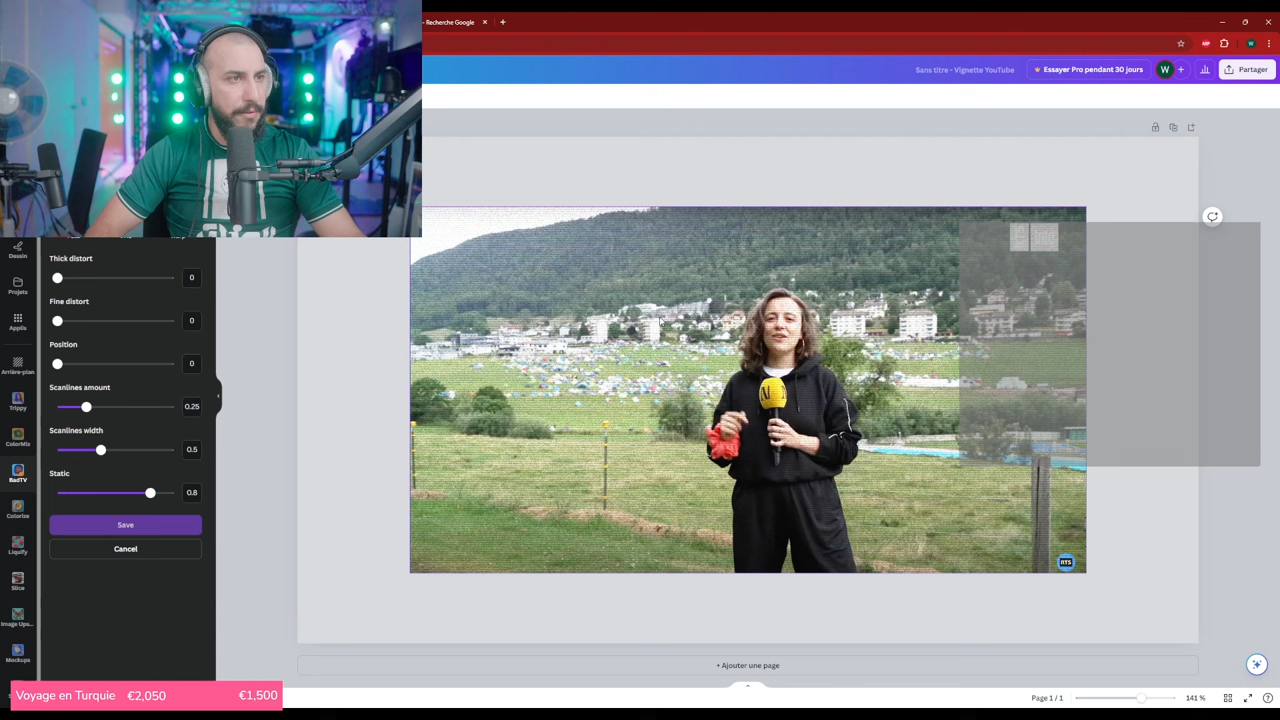 - Recherche Google
Sans titre - Vignette YouTube
Essayer Pro pendant 30 jours
W
Partager
Dessin
Projets
Applis
Arrière-plan
Trippy
ColorMix
BadTV
Colorize
Liquify
Slice
Image Ups...
Mockups
Thick distort
0
Fine distort
0
Position
0
Scanlines amount
0.25
Scanlines width
0.5
Static
0.8
Save
Cancel
RTS
+ Ajouter une page
Voyage en Turquie €2,050 €1,500
Page 1 / 1
141 %